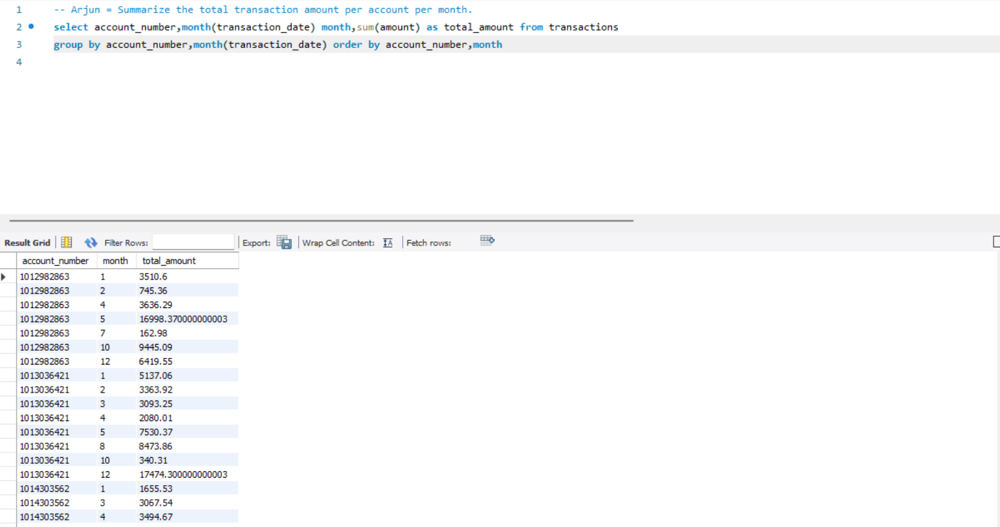 1 -- Arjun = Summarize the total transaction amount per account per month.
2 select account_number,month(transaction_date) month,sum(amount) as total_amount from transactions
3 group by account_number,month(transaction_date) order by account_number,month
4
Result Grid Filter Rows: Export: Wrap Cell Content: Fetch rows:
account_number month total_amount
1012982863 1 3510.6
1012982863 2 745.36
1012982863 4 3636.29
1012982863 5 16998.370000000003
1012982863 7 162.98
1012982863 10 9445.09
1012982863 12 6419.55
1013036421 1 5137.06
1013036421 2 3363.92
1013036421 3 3093.25
1013036421 4 2080.01
1013036421 5 7530.37
1013036421 8 8473.86
1013036421 10 340.31
1013036421 12 17474.300000000003
1014303562 1 1655.53
1014303562 3 3067.54
1014303562 4 3494.67